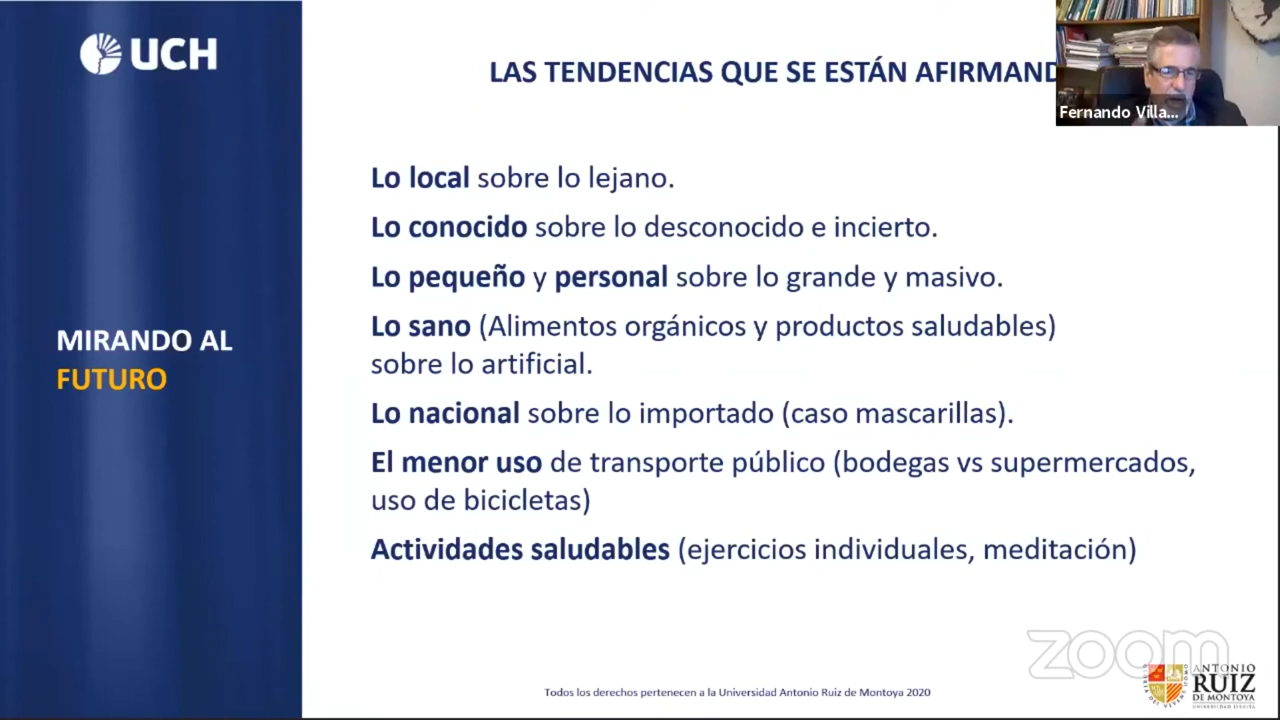 UCH
LAS TENDENCIAS QUE SE ESTÁN AFIRMAND
Fernando Villa...
Lo local sobre lo lejano.
Lo conocido sobre lo desconocido e incierto.
Lo pequeño y personal sobre lo grande y masivo.
Lo sano (Alimentos orgánicos y productos saludables)
sobre lo artificial.
MIRANDO AL
FUTURO
Lo nacional sobre lo importado (caso mascarillas).
El menor uso de transporte público (bodegas vs supermercados,
uso de bicicletas)
Actividades saludables (ejercicios individuales, meditación)
zoom
ANTONIO
RUIZ
DE MONTOYA
UNIVERSIDAD JESUITA
Todos los derechos pertenecen a la Universidad Antonio Ruiz de Montoya 2020